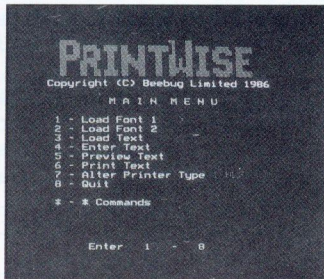 PRINTWISE
Copyright (C) Beebug Limited 1986
MAIN MENU
1 - Load Font 1
2 - Load Font 2
3 - Load Text
4 - Enter Text
5 - Preview Text
6 - Print Text
7 - Alter Printer Type
8 - Quit
* - * Commands
Enter 1 - 8